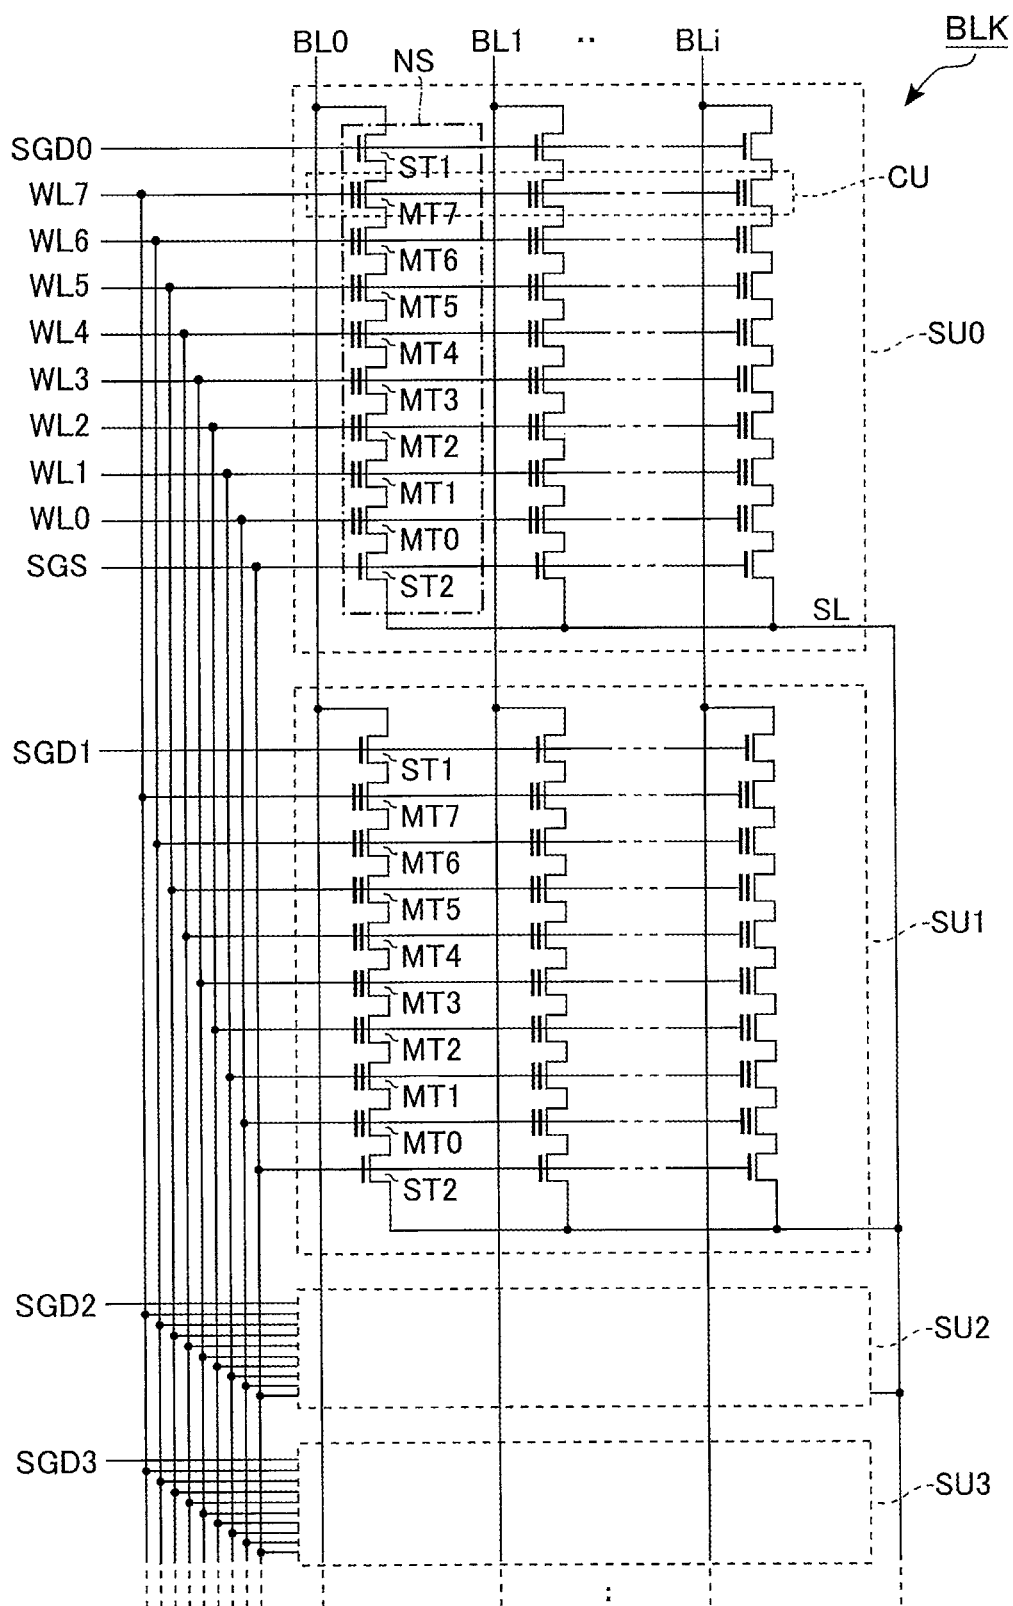 BLK
BL0 BL1 ·· BLi
NS
SGD0 ST1
WL7 MT7 CU
WL6 MT6
WL5 MT5
WL4 MT4 SU0
WL3 MT3
WL2 MT2
WL1 MT1
WL0 MT0
SGS ST2
SL
SGD1 ST1
MT7
MT6
MT5 SU1
MT4
MT3
MT2
MT1
MT0
ST2
SGD2 SU2
SGD3 SU3